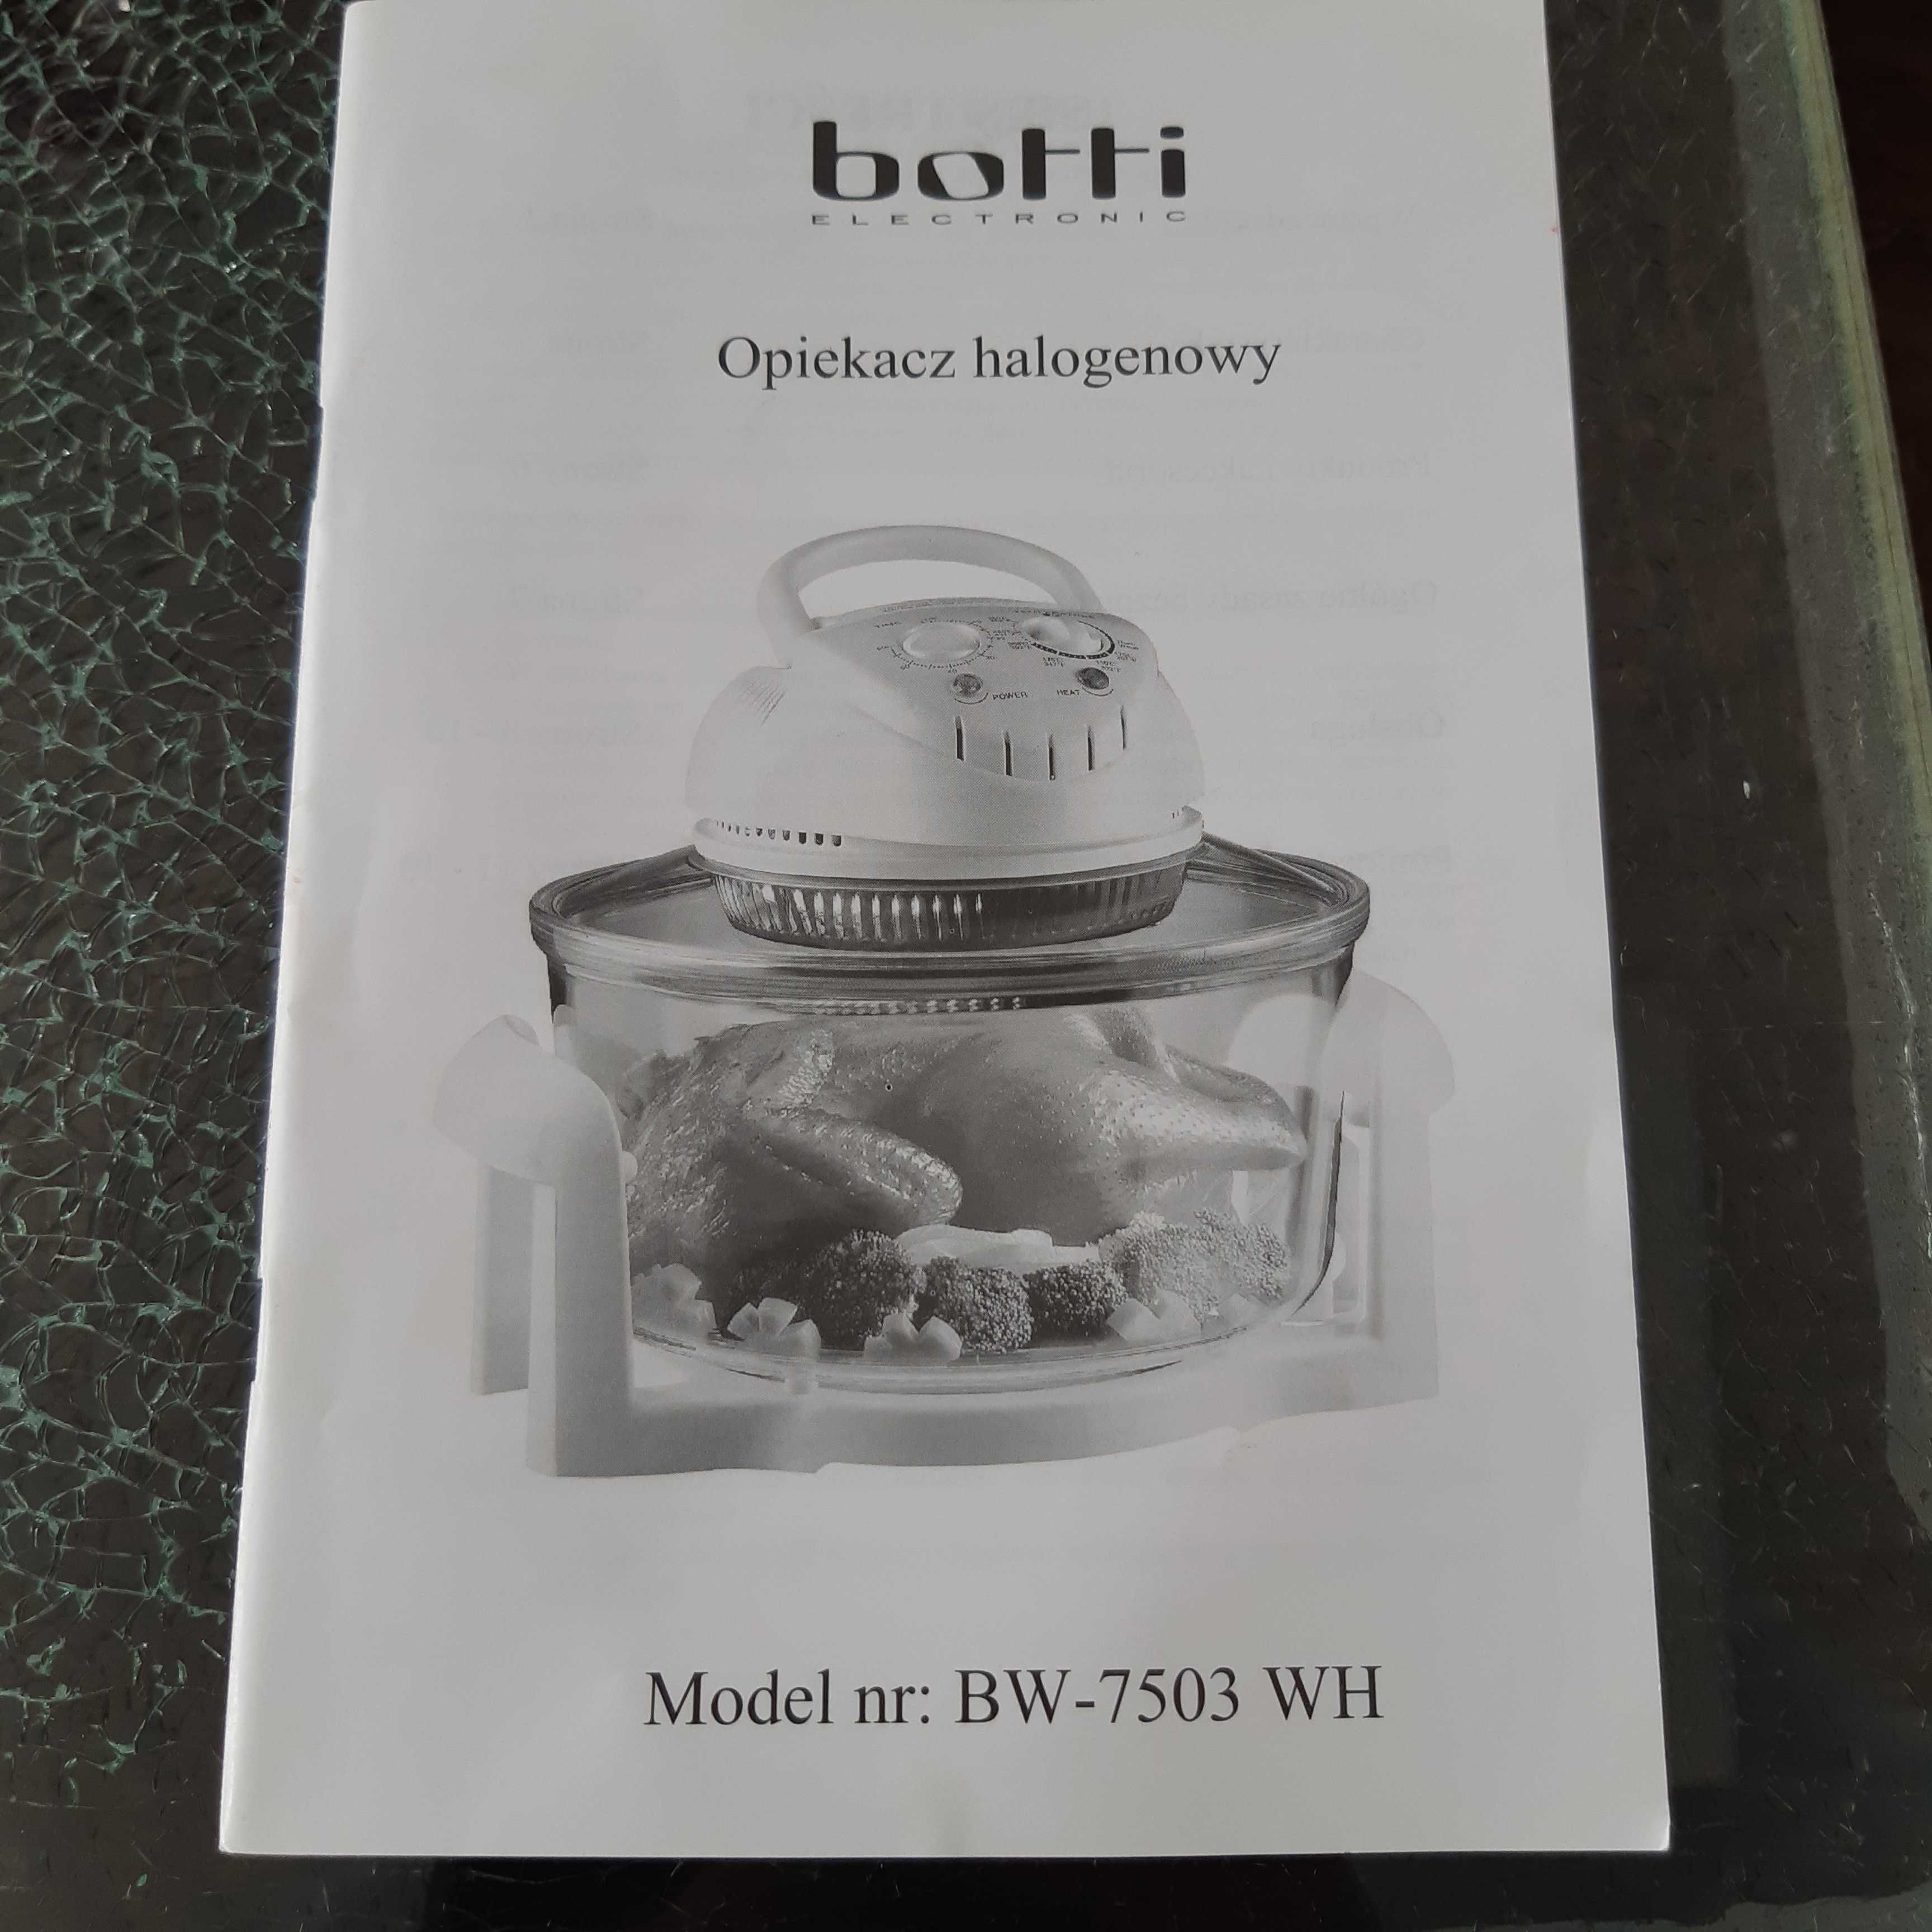 botti
ELECTRONIC
Opiekacz halogenowy
POWER
HEAT
Model nr: BW-7503 WH